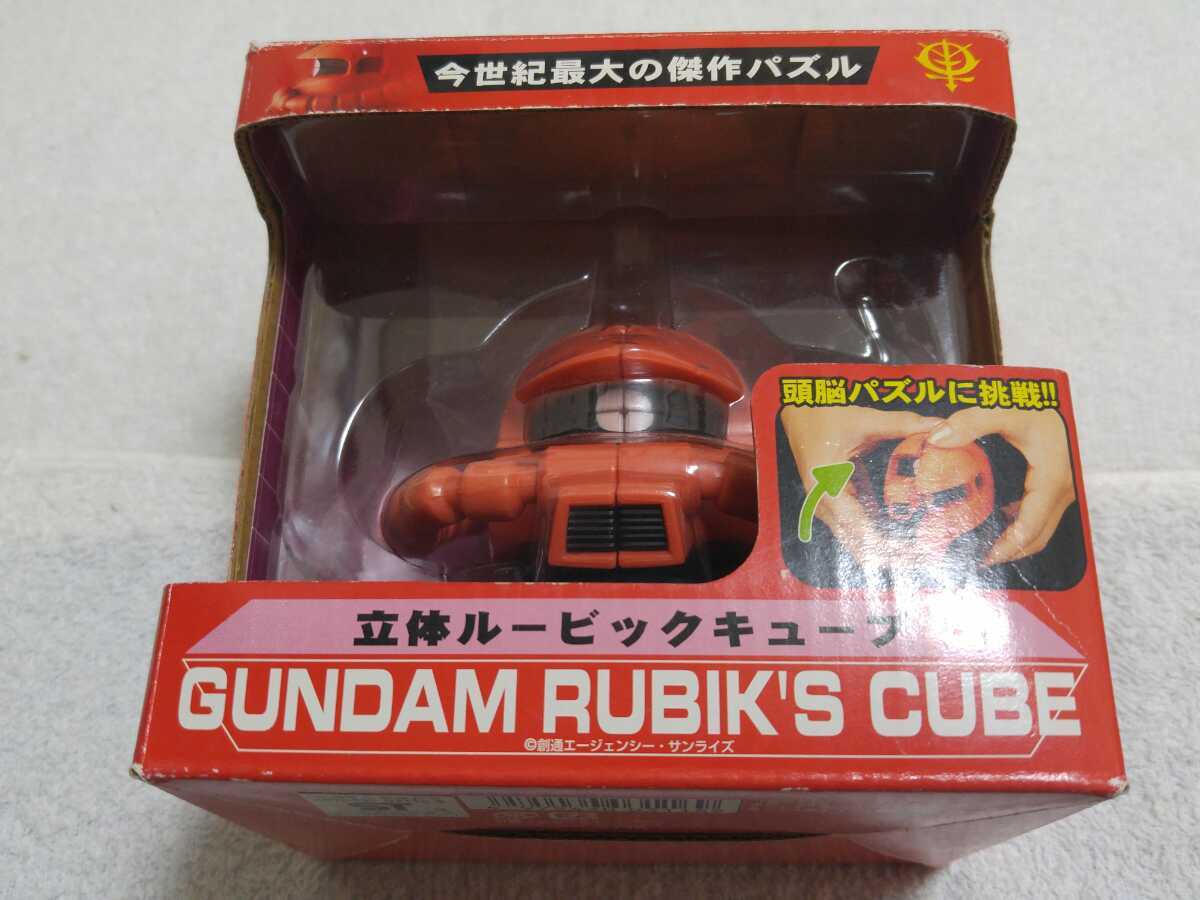 今世紀最大の傑作パズル
頭脳パズルに挑戦!!
立体ルービックキューブ
GUNDAM RUBIK'S CUBE
©創通エージェンシー・サンライズ